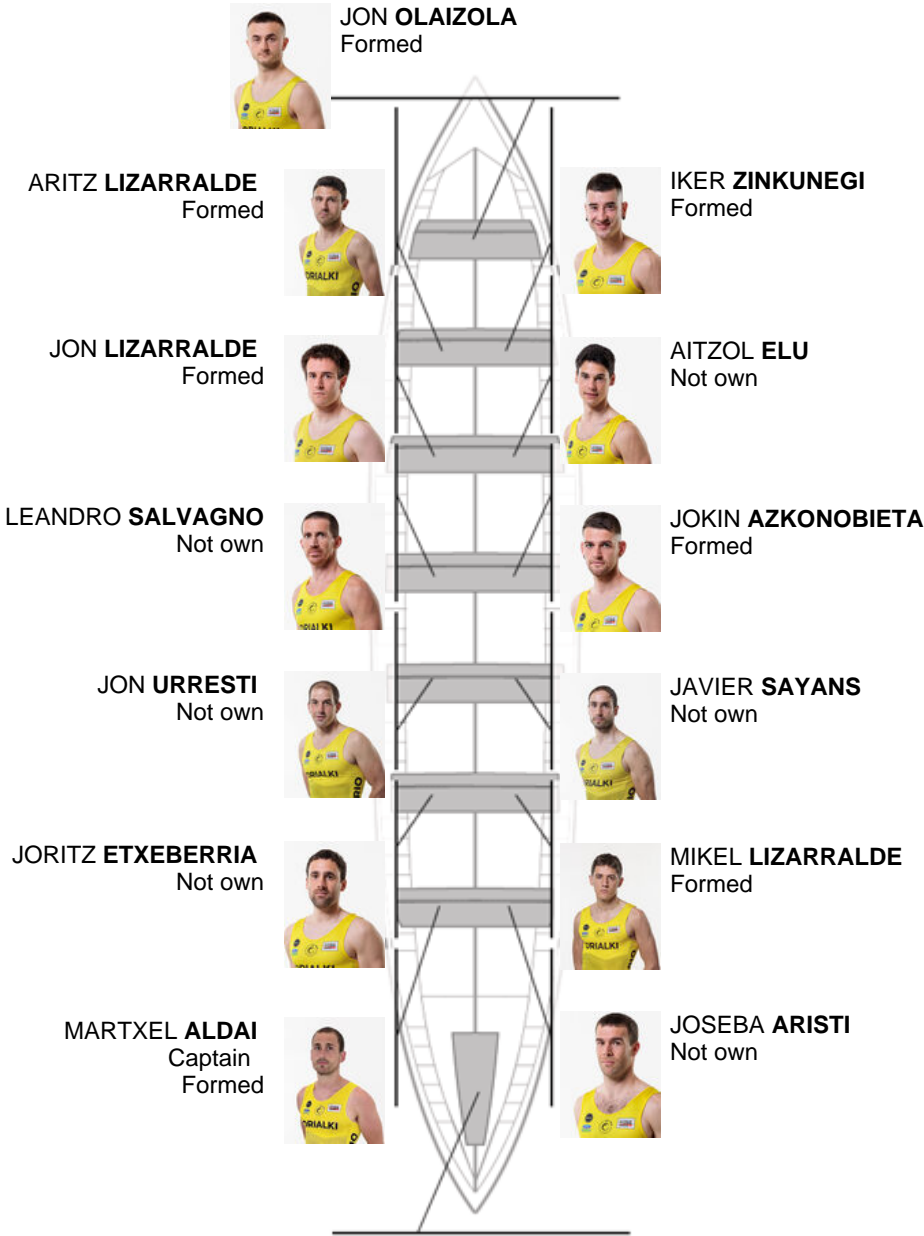 JON OLAIZOLA
Formed
ARITZ LIZARRALDE
Formed
IKER ZINKUNEGI
Formed
JON LIZARRALDE
Formed
AITZOL ELU
Not own
LEANDRO SALVAGNO
Not own
JOKIN AZKONOBIETA
Formed
JON URRESTI
Not own
JAVIER SAYANS
Not own
JORITZ ETXEBERRIA
Not own
MIKEL LIZARRALDE
Formed
MARTXEL ALDAI
Captain
Formed
JOSEBA ARISTI
Not own